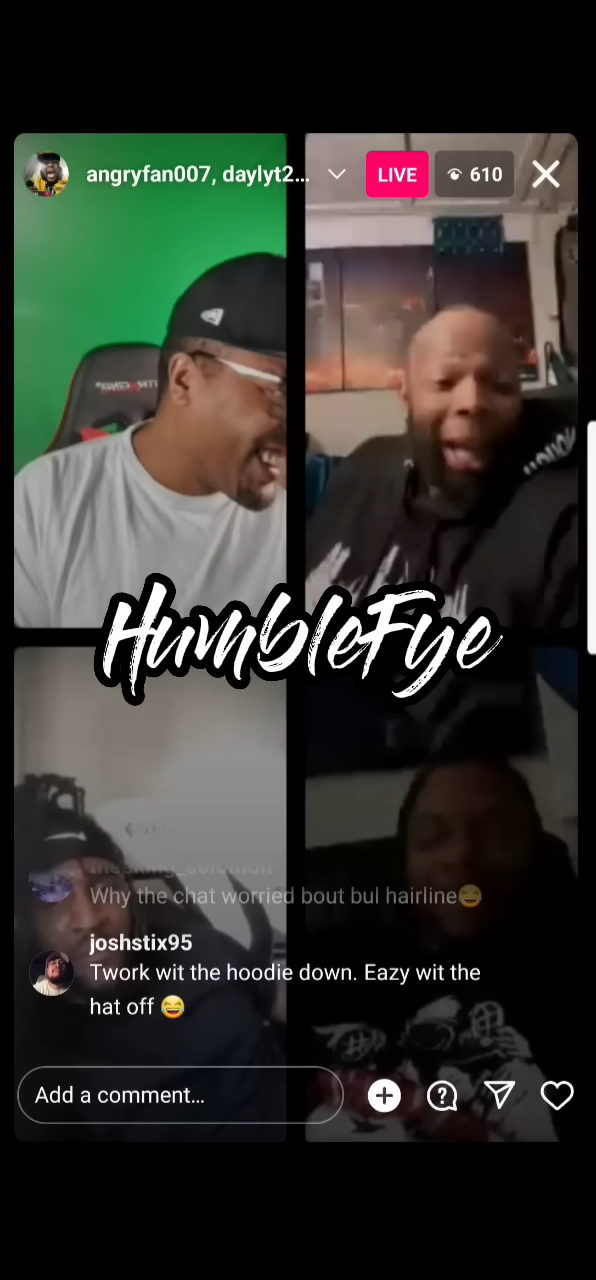 angryfan007, daylyt2...
LIVE
610
HumbleFye
Why the chat worried bout bul hairline😂
joshstix95
Twork wit the hoodie down. Eazy wit the
hat off 😂
Add a comment...